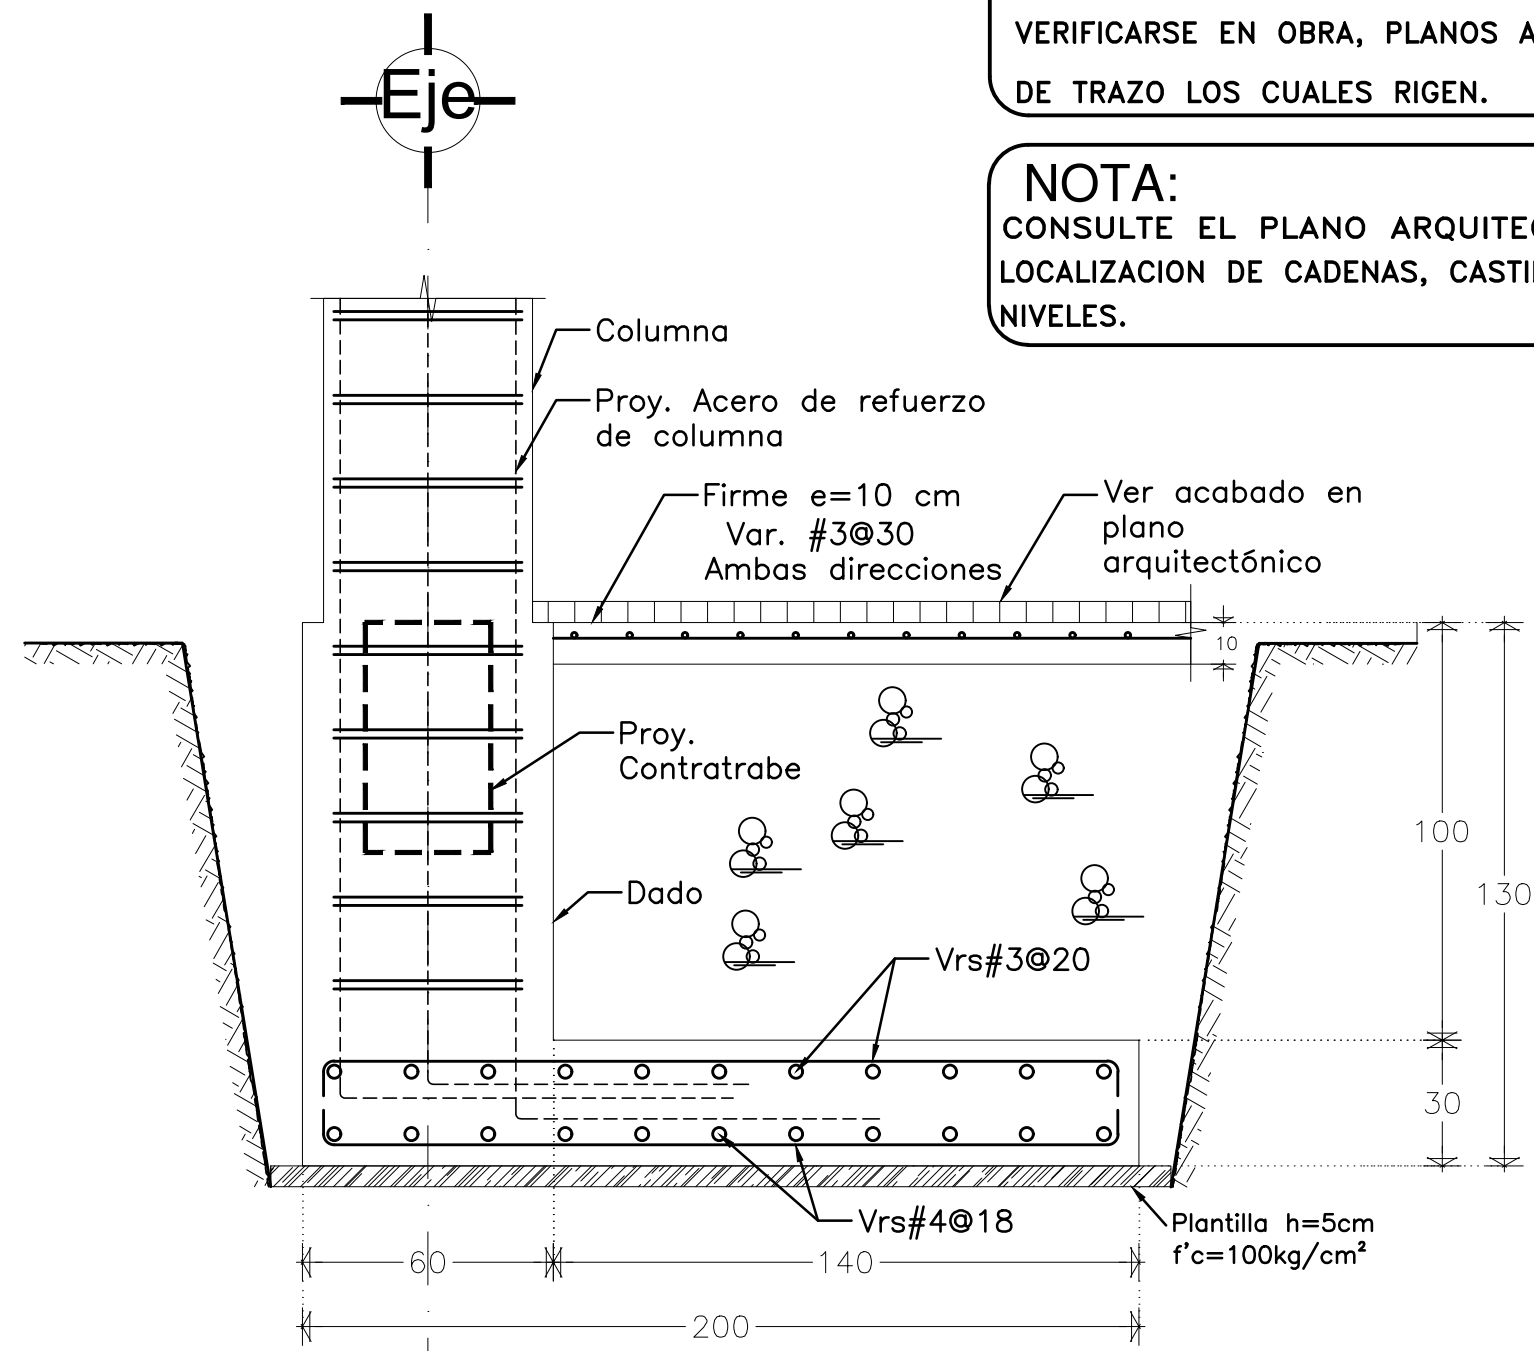 VERIFICARSE EN OBRA, PLANOS
DE TRAZO LOS CUALES RIGEN.
Eje
NOTA:
CONSULTE EL PLANO
LOCALIZACION DE CADENAS,
NIVELES.
Columna
Proy. Acero de refuerzo
de columna
Firme e=10 cm
Var. #3@30
Ambas direcciones
Ver acabado en
plano
arquitectónico
10
Proy.
Contratrabe
100
130
Dado
Vrs#3@20
30
Vrs#4@18
Plantilla h=5cm
f'c=100kg/cm²
60
140
200